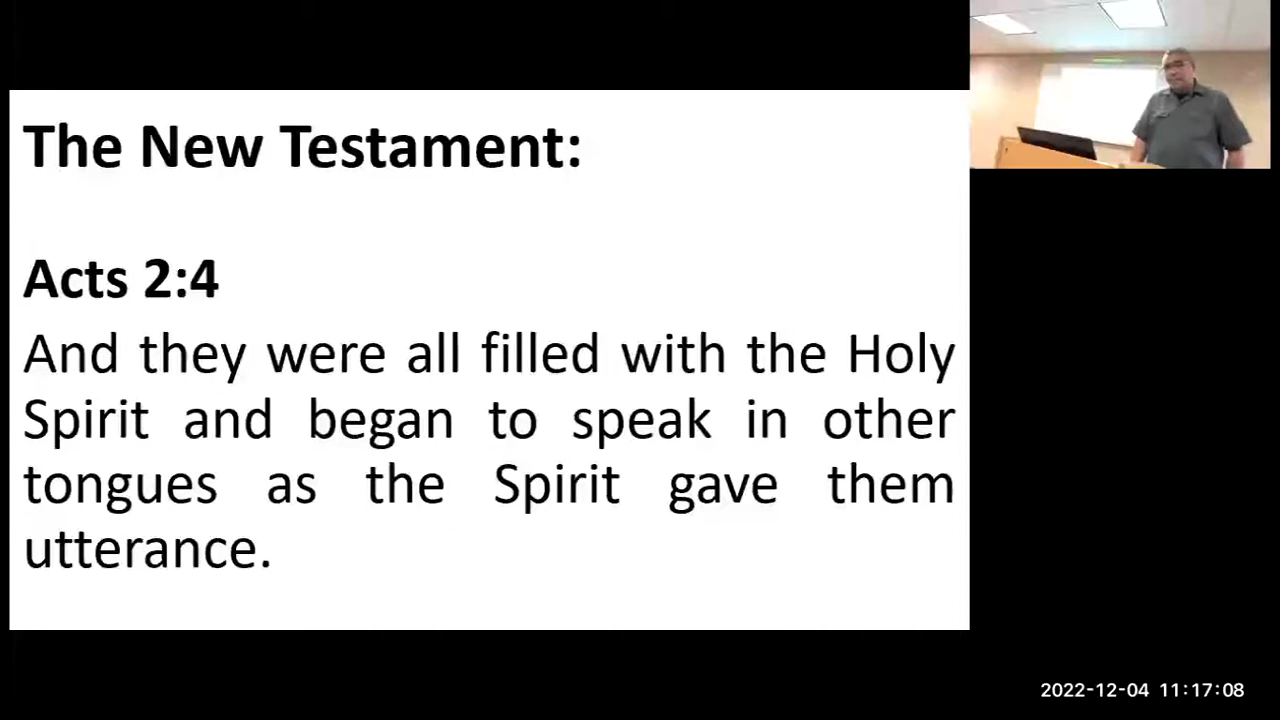 The New Testament:
Acts 2:4
And they were all filled with the Holy
Spirit and began to speak in other
tongues as the Spirit gave them
utterance.
2022-12-04 11:17:08